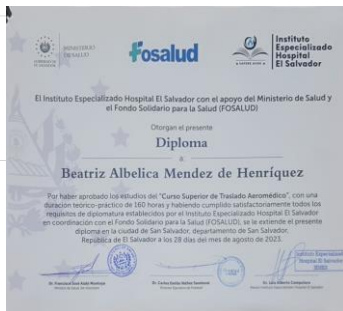 MINISTERIO
DE SALUD
fosalud
Instituto
Especializado
Hospital
El Salvador
El Instituto Especializado Hospital El Salvador con el apoyo del Ministerio de Salud y
el Fondo Solidario para la Salud (FOSALUD)
Otorgan el presente
Diploma
a
Beatriz Albelica Mendez de Henríquez
Por haber aprobado los estudios del "Curso Superior de Traslado Aeromédico", con una
duración teórico-práctico de 160 horas y habiendo cumplido satisfactoriamente todos los
requisitos de diplomatura establecidos por el Instituto Especializado Hospital El Salvador
en coordinación con el Fondo Solidario para la Salud (FOSALUD), se le extiende el presente
diploma en la ciudad de San Salvador, departamento de San Salvador,
República de El Salvador a los 28 días del mes de agosto de 2023.
Instituto Especializado
Hospital El Salvador